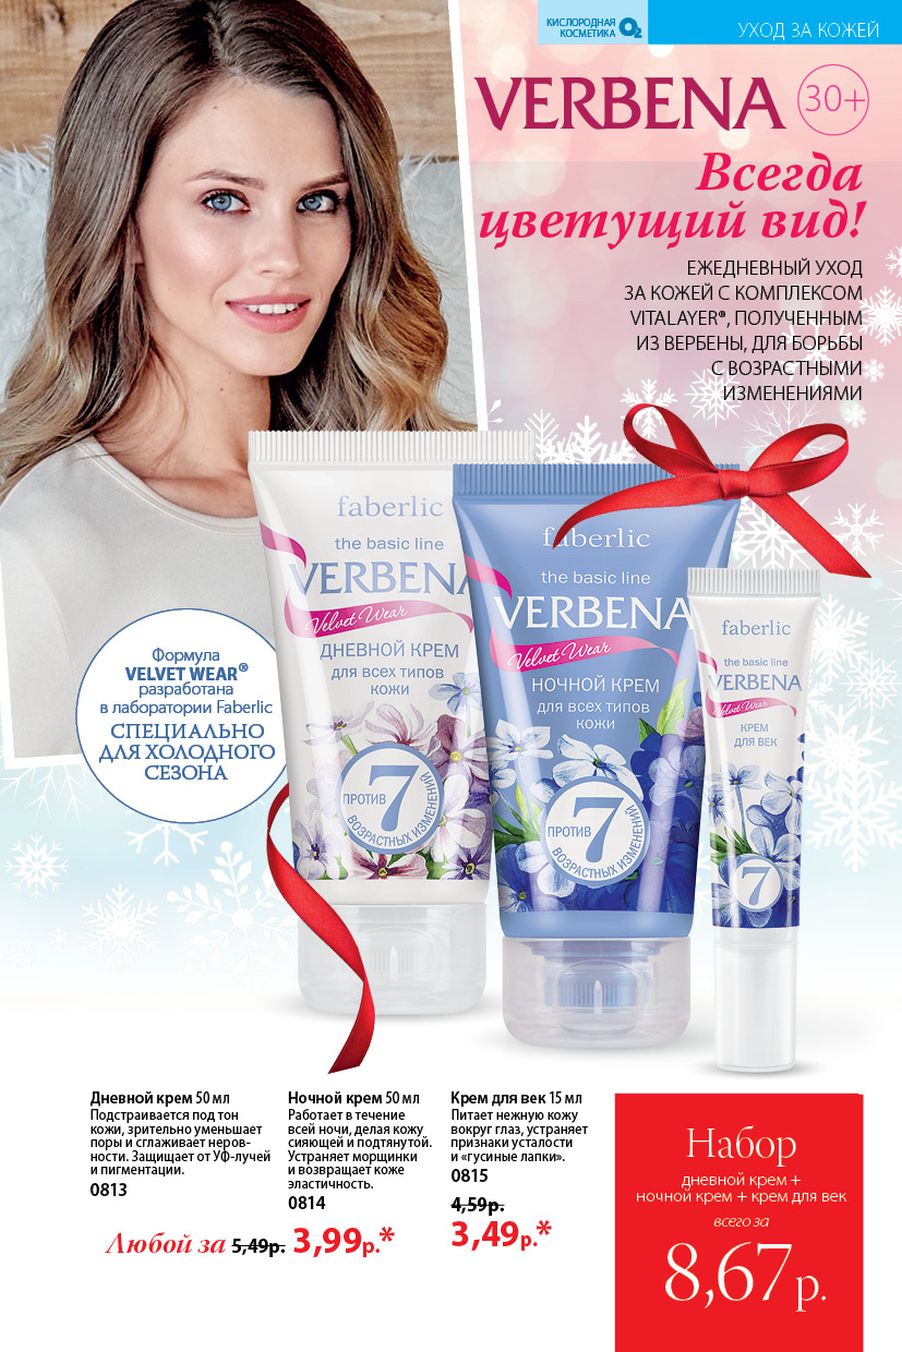 КИСЛОРОДНАЯ
КОСМЕТИКА O2
УХОД ЗА КОЖЕЙ
VERBENA 30+
Всегда
цветущий вид!
ЕЖЕДНЕВНЫЙ УХОД
ЗА КОЖЕЙ С КОМПЛЕКСОМ
VITALAYER®, ПОЛУЧЕННЫМ
ИЗ ВЕРБЕНЫ, ДЛЯ БОРЬБЫ
С ВОЗРАСТНЫМИ
ИЗМЕНЕНИЯМИ
faberlic
the basic line
VERBENA
Velvet Wear
ДНЕВНОЙ КРЕМ
для всех типов
кожи
7
ПРОТИВ
ВОЗРАСТНЫХ ИЗМЕНЕНИЙ
faberlic
the basic line
VERBENA
Velvet Wear
НОЧНОЙ КРЕМ
для всех типов
кожи
7
ПРОТИВ
ВОЗРАСТНЫХ ИЗМЕНЕНИЙ
faberlic
the basic line
VERBENA
Velvet Wear
КРЕМ
ДЛЯ ВЕК
7
Формула
VELVET WEAR®
разработана
в лаборатории Faberlic
СПЕЦИАЛЬНО
ДЛЯ ХОЛОДНОГО
СЕЗОНА
Дневной крем 50 мл
Подстраивается под тон
кожи, зрительно уменьшает
поры и сглаживает неров-
ности. Защищает от УФ-лучей
и пигментации.
0813
Ночной крем 50 мл
Работает в течение
всей ночи, делая кожу
сияющей и подтянутой.
Устраняет морщинки
и возвращает коже
эластичность.
0814
Любой за 5,49р. 3,99р.*
Крем для век 15 мл
Питает нежную кожу
вокруг глаз, устраняет
признаки усталости
и «гусиные лапки».
0815
4,59р.
3,49р.*
Набор
дневной крем +
ночной крем + крем для век
всего за
8,67 р.